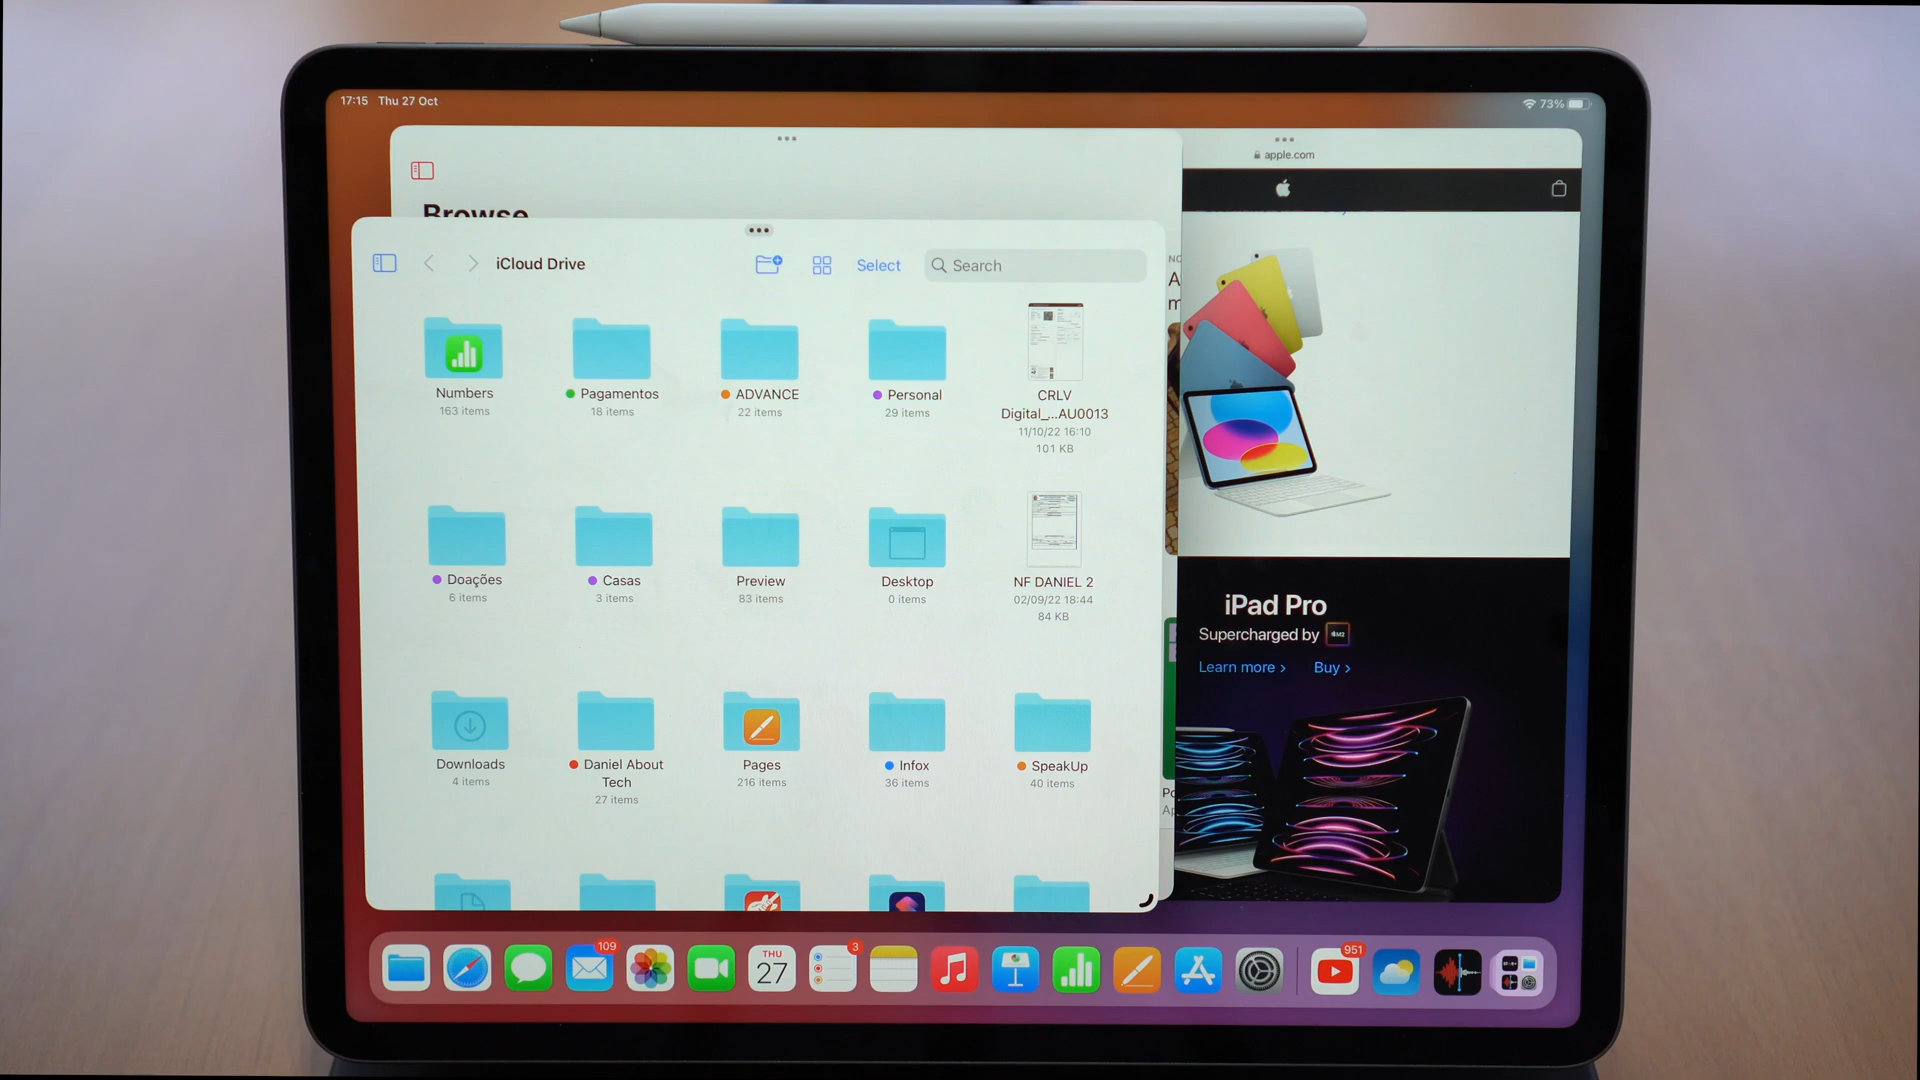 17:15 Thu 27 Oct
73%
apple.com
Browse
iCloud Drive
Select
Search
Numbers
163 items
Pagamentos
18 items
ADVANCE
22 items
Personal
29 items
CRLV
Digital_...AU0013
11/10/22 16:10
101 KB
Doações
6 items
Casas
3 items
Preview
83 items
Desktop
0 items
NF DANIEL 2
02/09/22 18:44
84 KB
Downloads
4 items
Daniel About
Tech
27 items
Pages
216 items
Infox
36 items
SpeakUp
40 items
iPad Pro
Supercharged by M2
Learn more >
Buy >
109
THU
27
3
951